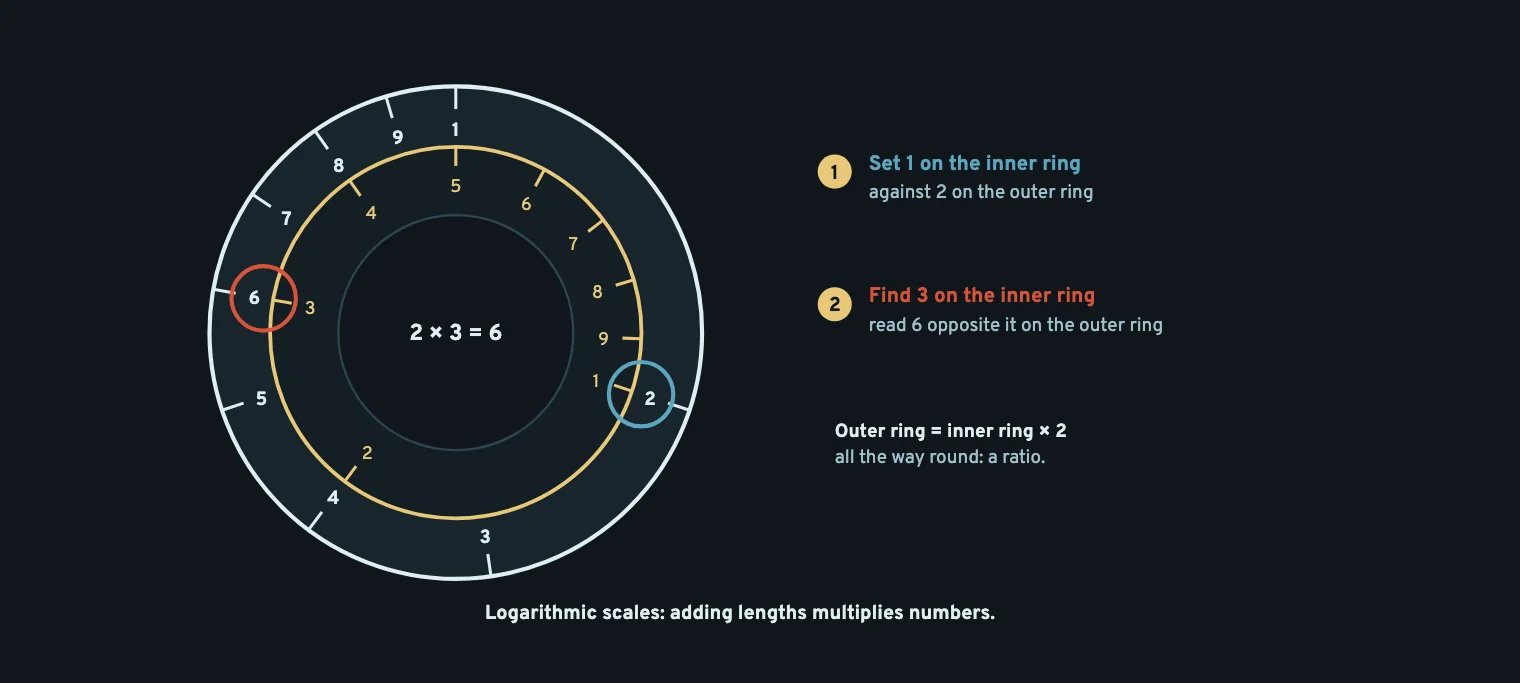 1
9
8
7
6
5
4
3
2
5
6
7
8
9
1
2
3
4
2 × 3 = 6
1
Set 1 on the inner ring
against 2 on the outer ring
2
Find 3 on the inner ring
read 6 opposite it on the outer ring
Outer ring = inner ring × 2
all the way round: a ratio.
Logarithmic scales: adding lengths multiplies numbers.